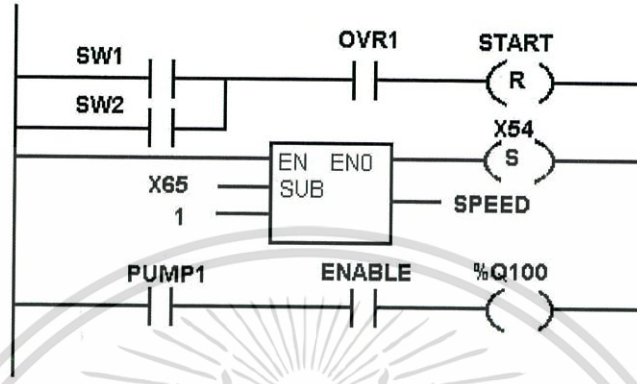 OVR1 START
SW1
R
SW2
X54
EN ENO S
X65 SUB
SPEED
1
PUMP1 ENABLE %Q100